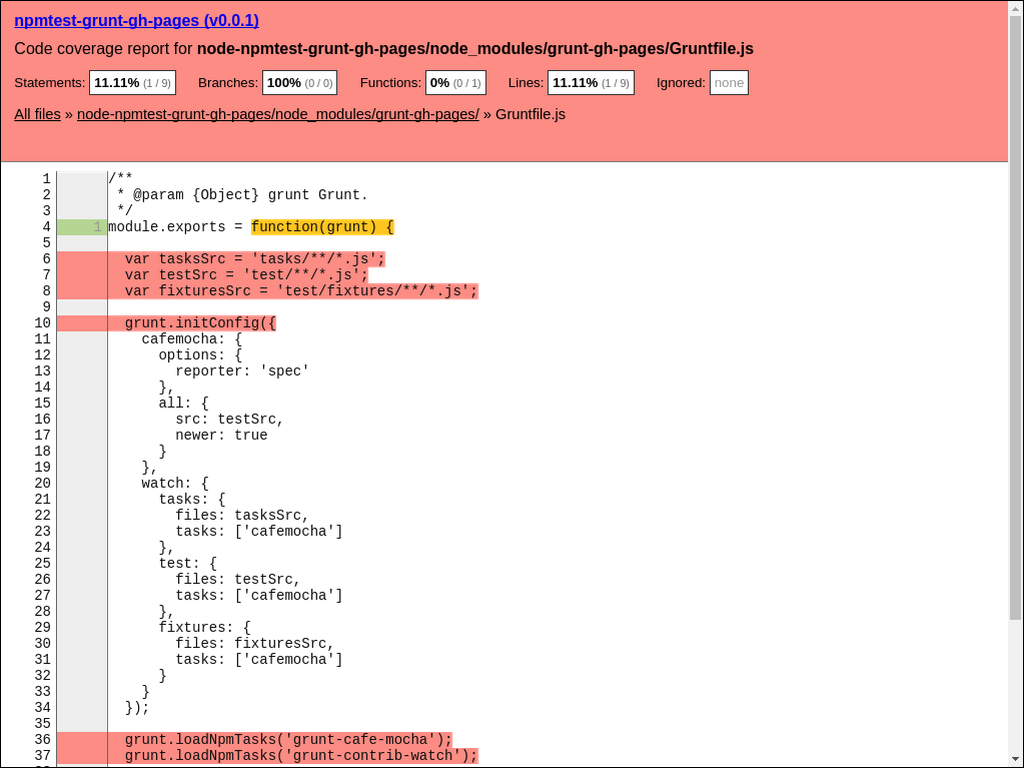 npmtest-grunt-gh-pages (v0.0.1)
Code coverage report for node-npmtest-grunt-gh-pages/node_modules/grunt-gh-pages/Gruntfile.js
Statements: 11.11% (1 / 9) Branches: 100% (0 / 0) Functions: 0% (0 / 1) Lines: 11.11% (1 / 9) Ignored: none
All files » node-npmtest-grunt-gh-pages/node_modules/grunt-gh-pages/ » Gruntfile.js
1 /**
2  * @param {Object} grunt Grunt.
3  */
4 1 module.exports = function(grunt) {
5
6   var tasksSrc = 'tasks/**/*.js';
7   var testSrc = 'test/**/*.js';
8   var fixturesSrc = 'test/fixtures/**/*.js';
9
10   grunt.initConfig({
11     cafemocha: {
12       options: {
13         reporter: 'spec'
14       },
15       all: {
16         src: testSrc,
17         newer: true
18       }
19     },
20     watch: {
21       tasks: {
22         files: tasksSrc,
23         tasks: ['cafemocha']
24       },
25       test: {
26         files: testSrc,
27         tasks: ['cafemocha']
28       },
29       fixtures: {
30         files: fixturesSrc,
31         tasks: ['cafemocha']
32       }
33     }
34   });
35
36   grunt.loadNpmTasks('grunt-cafe-mocha');
37   grunt.loadNpmTasks('grunt-contrib-watch');